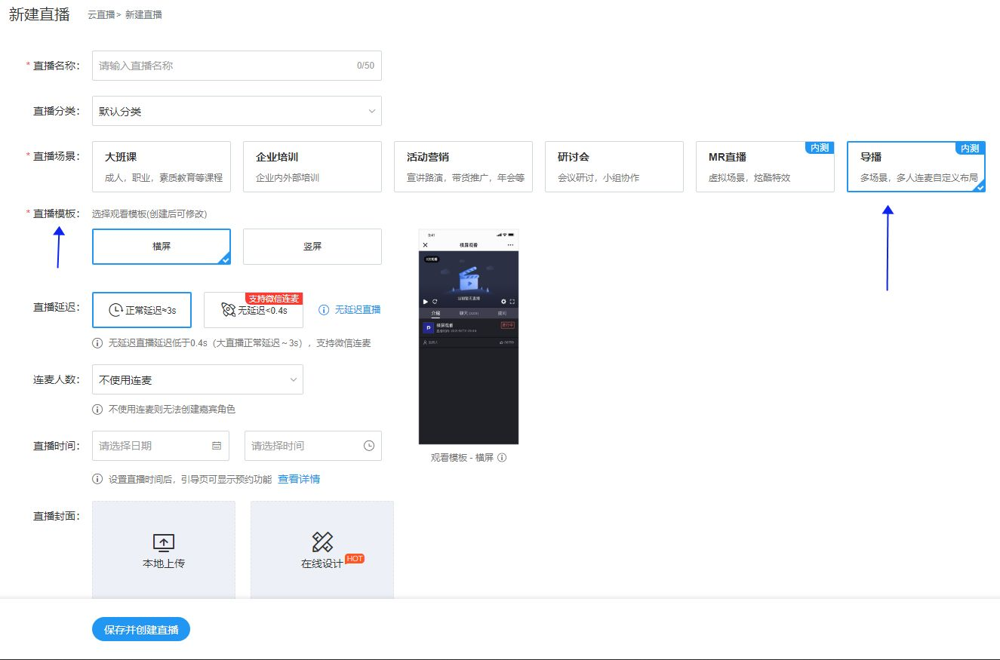 新建直播 云直播> 新建直播
* 直播名称: 请输入直播名称 0/50
直播分类: 默认分类
* 直播场景:
大班课
成人，职业，素质教育等课程
企业培训
企业内外部培训
活动营销
宣讲路演，带货推广，年会等
研讨会
会议研讨，小组协作
内测
MR直播
虚拟场景，炫酷特效
内测
导播
多场景，多人连麦自定义布局
* 直播模板: 选择观看模板(创建后可修改)
横屏 竖屏
直播延迟: 正常延迟≈3s
支持微信连麦
无延迟<0.4s
无延迟直播
无延迟直播延迟低于0.4s（大直播正常延迟～3s），支持微信连麦
连麦人数: 不使用连麦
不使用连麦则无法创建嘉宾角色
直播时间: 请选择日期 请选择时间
设置直播时间后，引导页可显示预约功能 查看详情
直播封面:
本地上传
在线设计 HOT
9:41
横屏观看
当前暂无直播
介绍 聊天 提问
横屏观看
进行中
主持人
观看模板 - 横屏
保存并创建直播